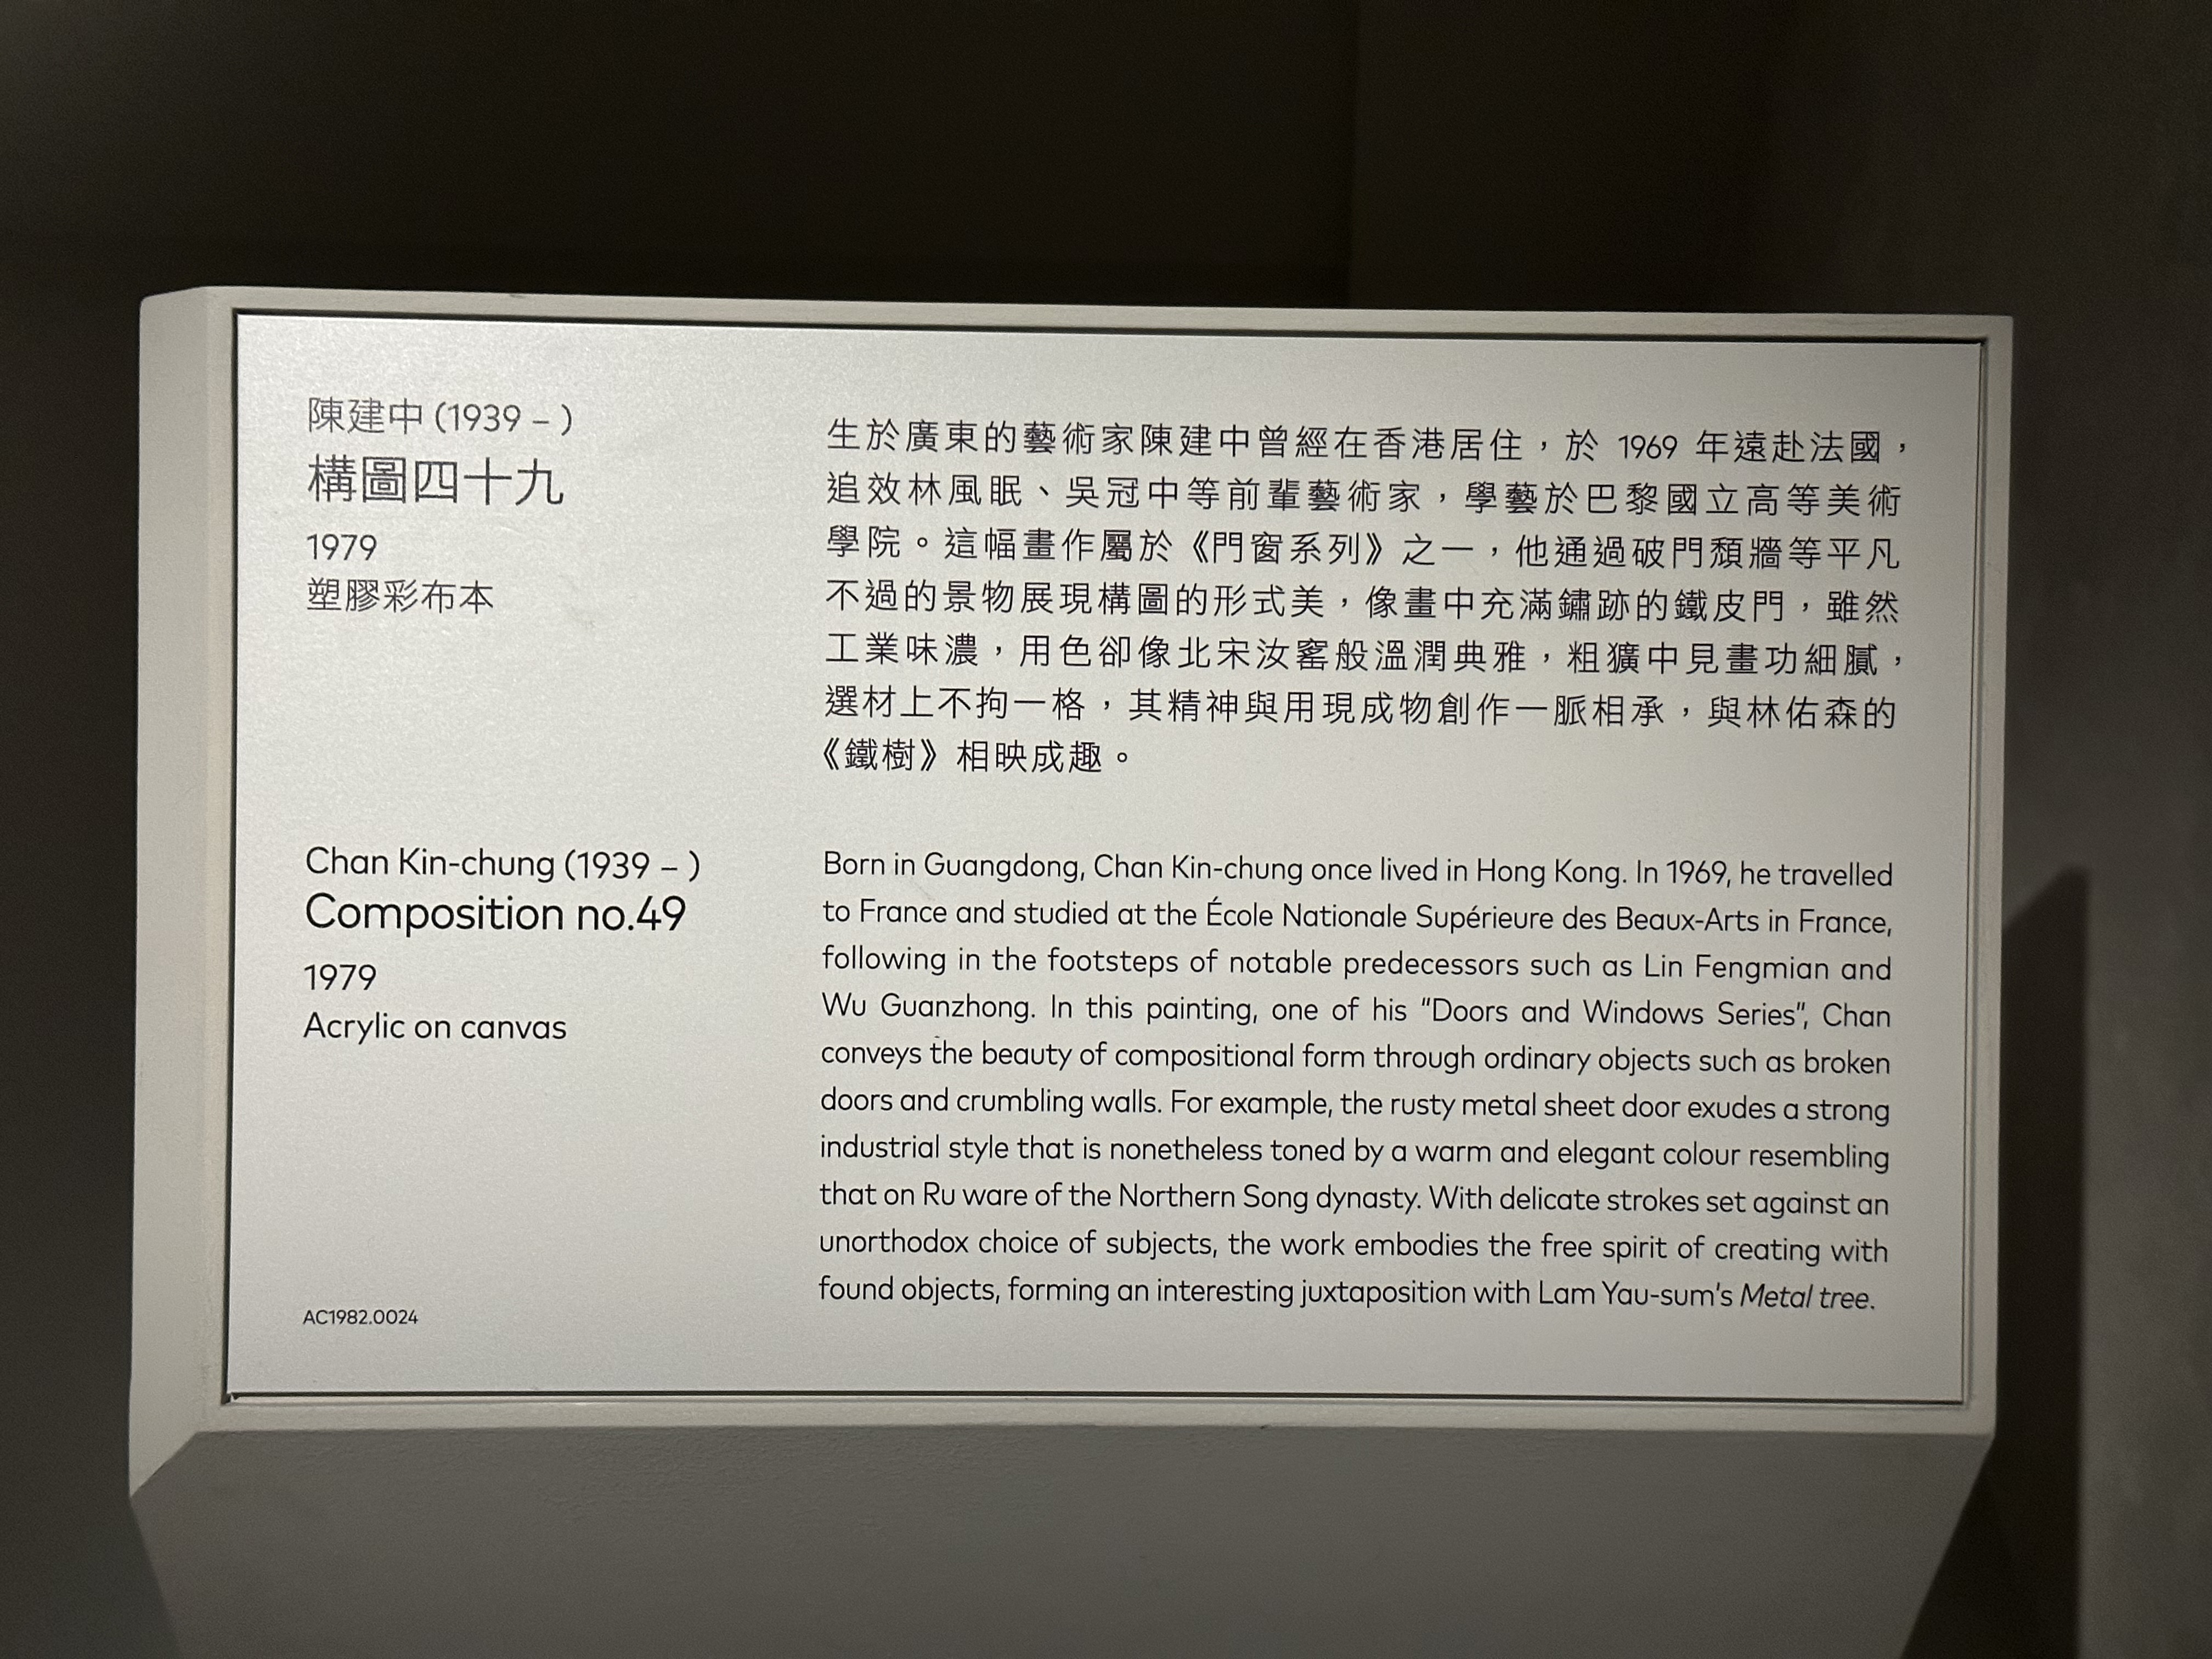 陳建中 (1939 – )
構圖四十九
1979
塑膠彩布本
生於廣東的藝術家陳建中曾經在香港居住，於 1969 年遠赴法國，
追效林風眠、吳冠中等前輩藝術家，學藝於巴黎國立高等美術
學院。這幅畫作屬於《門窗系列》之一，他通過破門頹牆等平凡
不過的景物展現構圖的形式美，像畫中充滿鏽跡的鐵皮門，雖然
工業味濃，用色卻像北宋汝窰般溫潤典雅，粗獷中見畫功細膩，
選材上不拘一格，其精神與用現成物創作一脈相承，與林佑森的
《鐵樹》相映成趣。
Chan Kin-chung (1939 – )
Composition no.49
1979
Acrylic on canvas
Born in Guangdong, Chan Kin-chung once lived in Hong Kong. In 1969, he travelled
to France and studied at the École Nationale Supérieure des Beaux-Arts in France,
following in the footsteps of notable predecessors such as Lin Fengmian and
Wu Guanzhong. In this painting, one of his "Doors and Windows Series", Chan
conveys the beauty of compositional form through ordinary objects such as broken
doors and crumbling walls. For example, the rusty metal sheet door exudes a strong
industrial style that is nonetheless toned by a warm and elegant colour resembling
that on Ru ware of the Northern Song dynasty. With delicate strokes set against an
unorthodox choice of subjects, the work embodies the free spirit of creating with
found objects, forming an interesting juxtaposition with Lam Yau-sum's Metal tree.
AC1982.0024